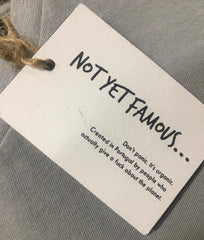 NOT YET FAMOUS...
Don't panic. It's organic.
Created in Portugal by people who
actually give a fuck about the planet.